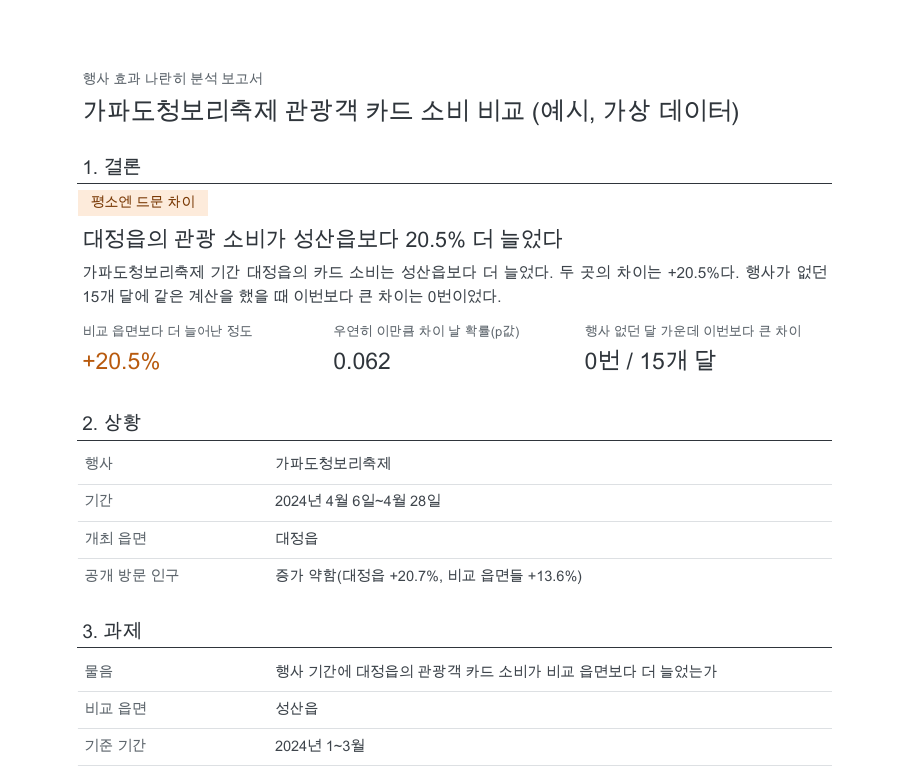 행사 효과 나란히 분석 보고서
가파도청보리축제 관광객 카드 소비 비교 (예시, 가상 데이터)
1. 결론
평소엔 드문 차이
대정읍의 관광 소비가 성산읍보다 20.5% 더 늘었다
가파도청보리축제 기간 대정읍의 카드 소비는 성산읍보다 더 늘었다. 두 곳의 차이는 +20.5%다. 행사가 없던
15개 달에 같은 계산을 했을 때 이번보다 큰 차이는 0번이었다.
비교 읍면보다 더 늘어난 정도 우연히 이만큼 차이 날 확률(p값) 행사 없던 달 가운데 이번보다 큰 차이
+20.5% 0.062 0번 / 15개 달
2. 상황
행사 가파도청보리축제
기간 2024년 4월 6일~4월 28일
개최 읍면 대정읍
공개 방문 인구 증가 약함(대정읍 +20.7%, 비교 읍면들 +13.6%)
3. 과제
물음 행사 기간에 대정읍의 관광객 카드 소비가 비교 읍면보다 더 늘었는가
비교 읍면 성산읍
기준 기간 2024년 1~3월